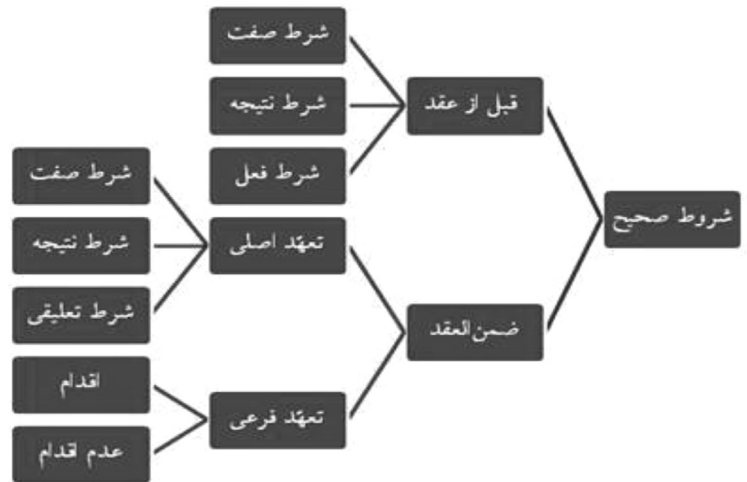 شروط صحیح
قبل از عقد
شرط صفت
شرط نتیجه
شرط فعل
ضمن‌العقد
تعهّد اصلی
شرط صفت
شرط نتیجه
شرط تعلیقی
تعهّد فرعی
اقدام
عدم اقدام